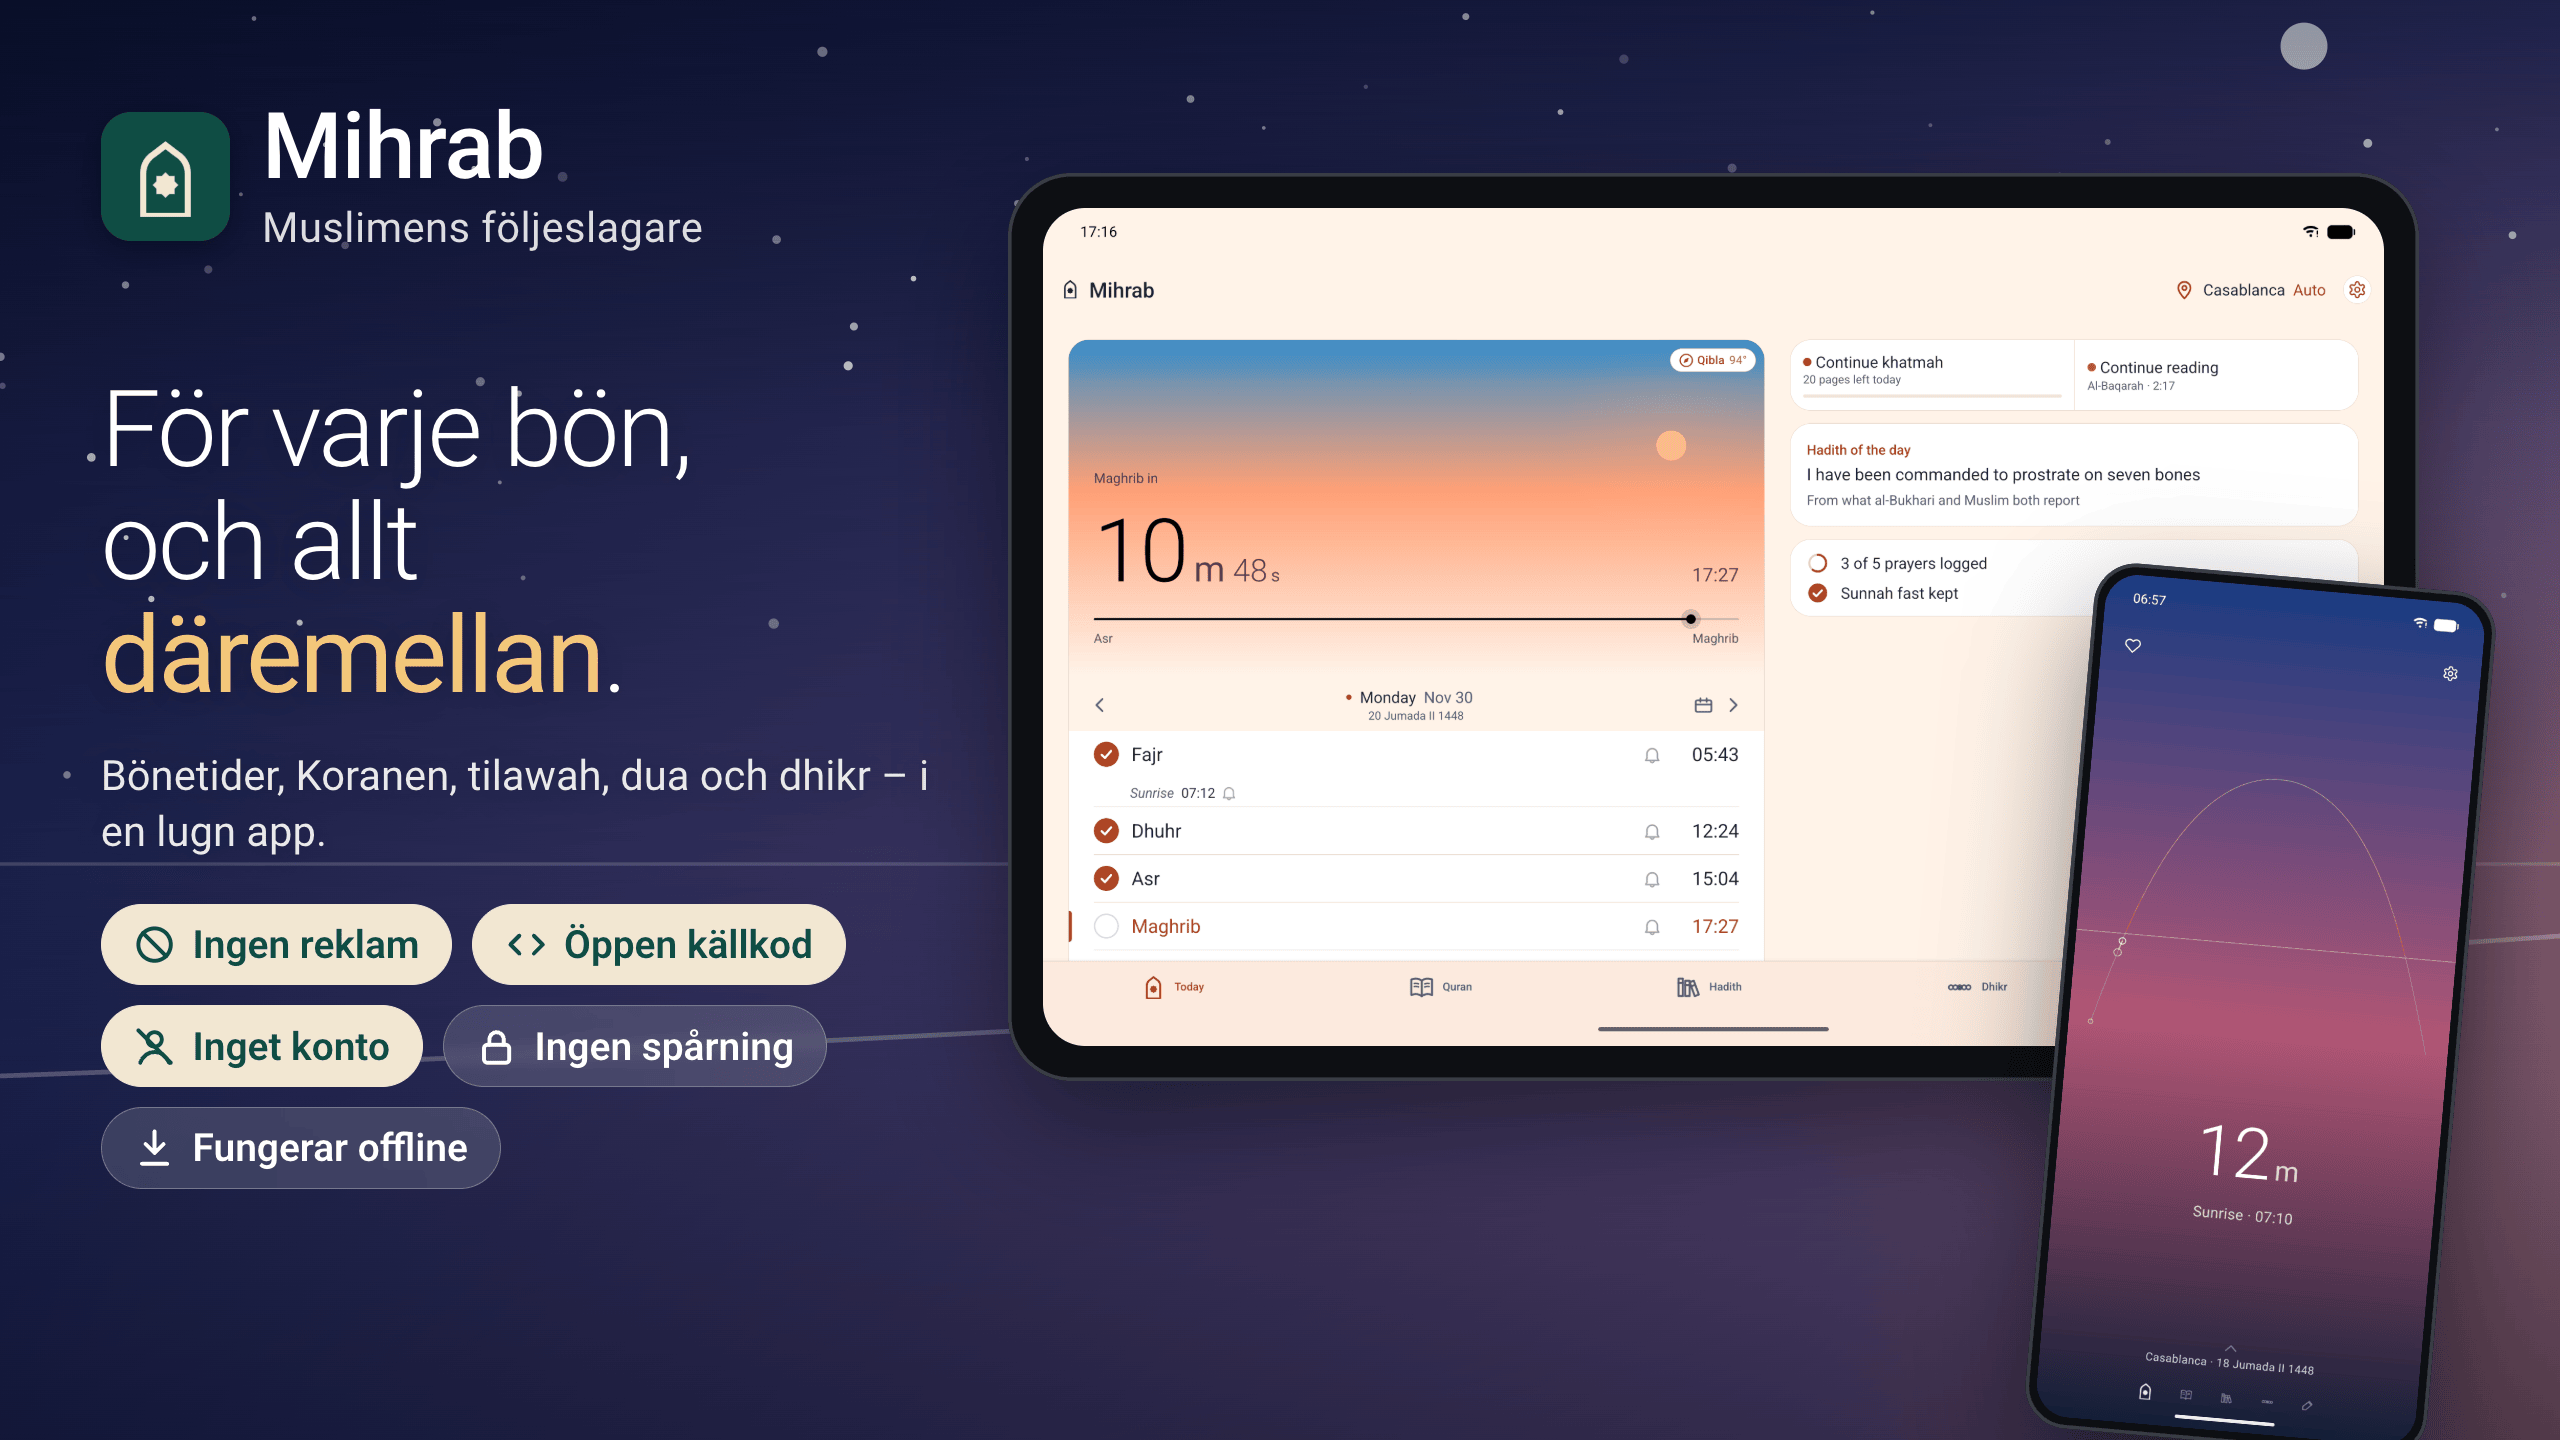 Mihrab
Muslimens följeslagare
För varje bön,
och allt
däremellan.
Bönetider, Koranen, tilawah, dua och dhikr – i
en lugn app.
Ingen reklam
Öppen källkod
Inget konto
Ingen spårning
Fungerar offline
17:16
Mihrab
Casablanca Auto
Qibla 94°
Maghrib in
10 m 48 s
17:27
Asr
Maghrib
Monday Nov 30
20 Jumada II 1448
Fajr 05:43
Sunrise 07:12
Dhuhr 12:24
Asr 15:04
Maghrib 17:27
Continue khatmah
20 pages left today
Continue reading
Al-Baqarah · 2:17
Hadith of the day
I have been commanded to prostrate on seven bones
From what al-Bukhari and Muslim both report
3 of 5 prayers logged
Sunnah fast kept
Today
Quran
Hadith
Dhikr
06:57
12 m
Sunrise · 07:10
Casablanca · 18 Jumada II 1448